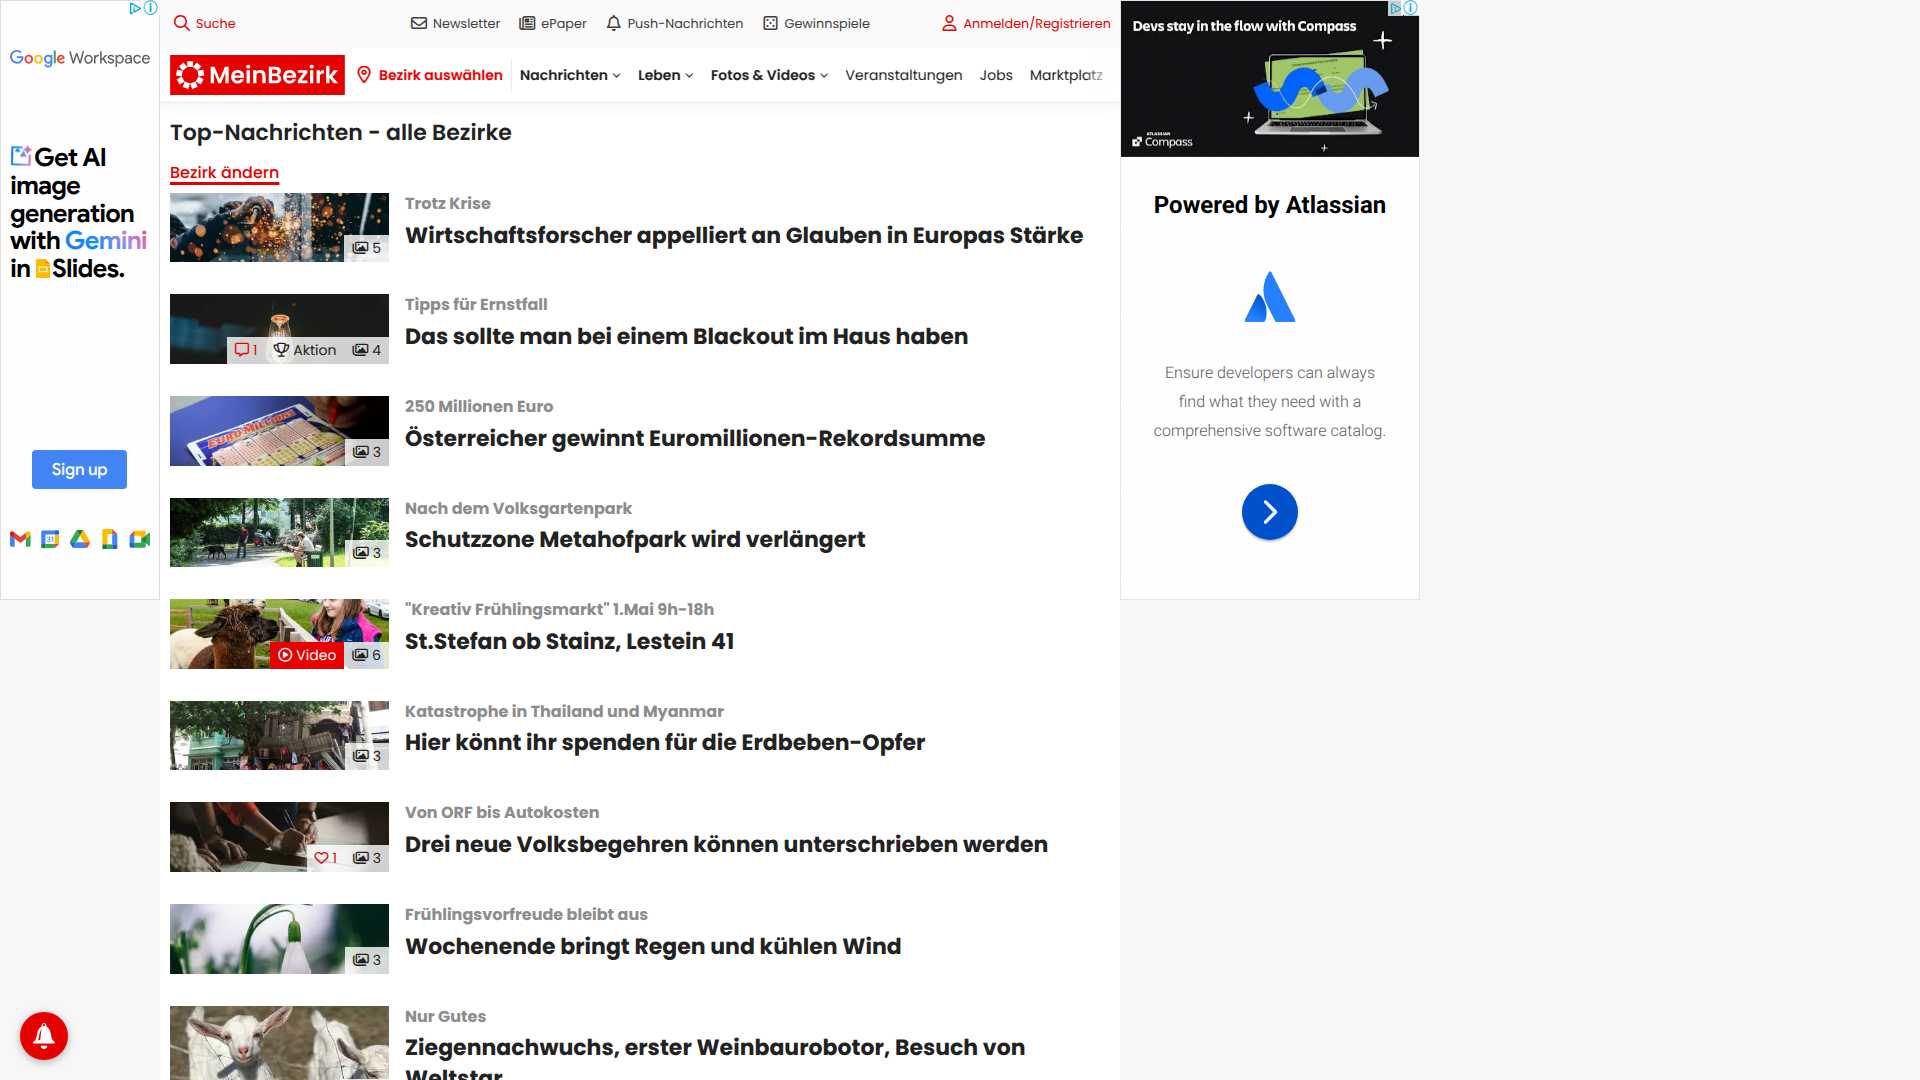 Suche
Newsletter
ePaper
Push-Nachrichten
Gewinnspiele
Anmelden/Registrieren
MeinBezirk
Bezirk auswählen
Nachrichten
Leben
Fotos & Videos
Veranstaltungen
Jobs
Marktplatz
Google Workspace
Get AI
image
generation
with Gemini
in Slides.
Sign up
31
Top-Nachrichten - alle Bezirke
Bezirk ändern
5
Trotz Krise
Wirtschaftsforscher appelliert an Glauben in Europas Stärke
1 Aktion 4
Tipps für Ernstfall
Das sollte man bei einem Blackout im Haus haben
EURO MILLIONEN
3
250 Millionen Euro
Österreicher gewinnt Euromillionen-Rekordsumme
3
Nach dem Volksgartenpark
Schutzzone Metahofpark wird verlängert
Video 6
"Kreativ Frühlingsmarkt" 1.Mai 9h-18h
St.Stefan ob Stainz, Lestein 41
3
Katastrophe in Thailand und Myanmar
Hier könnt ihr spenden für die Erdbeben-Opfer
1 3
Von ORF bis Autokosten
Drei neue Volksbegehren können unterschrieben werden
3
Frühlingsvorfreude bleibt aus
Wochenende bringt Regen und kühlen Wind
Nur Gutes
Ziegennachwuchs, erster Weinbaurobotor, Besuch von
Weltstar
Devs stay in the flow with Compass
ATLASSIAN
Compass
Powered by Atlassian
Ensure developers can always
find what they need with a
comprehensive software catalog.